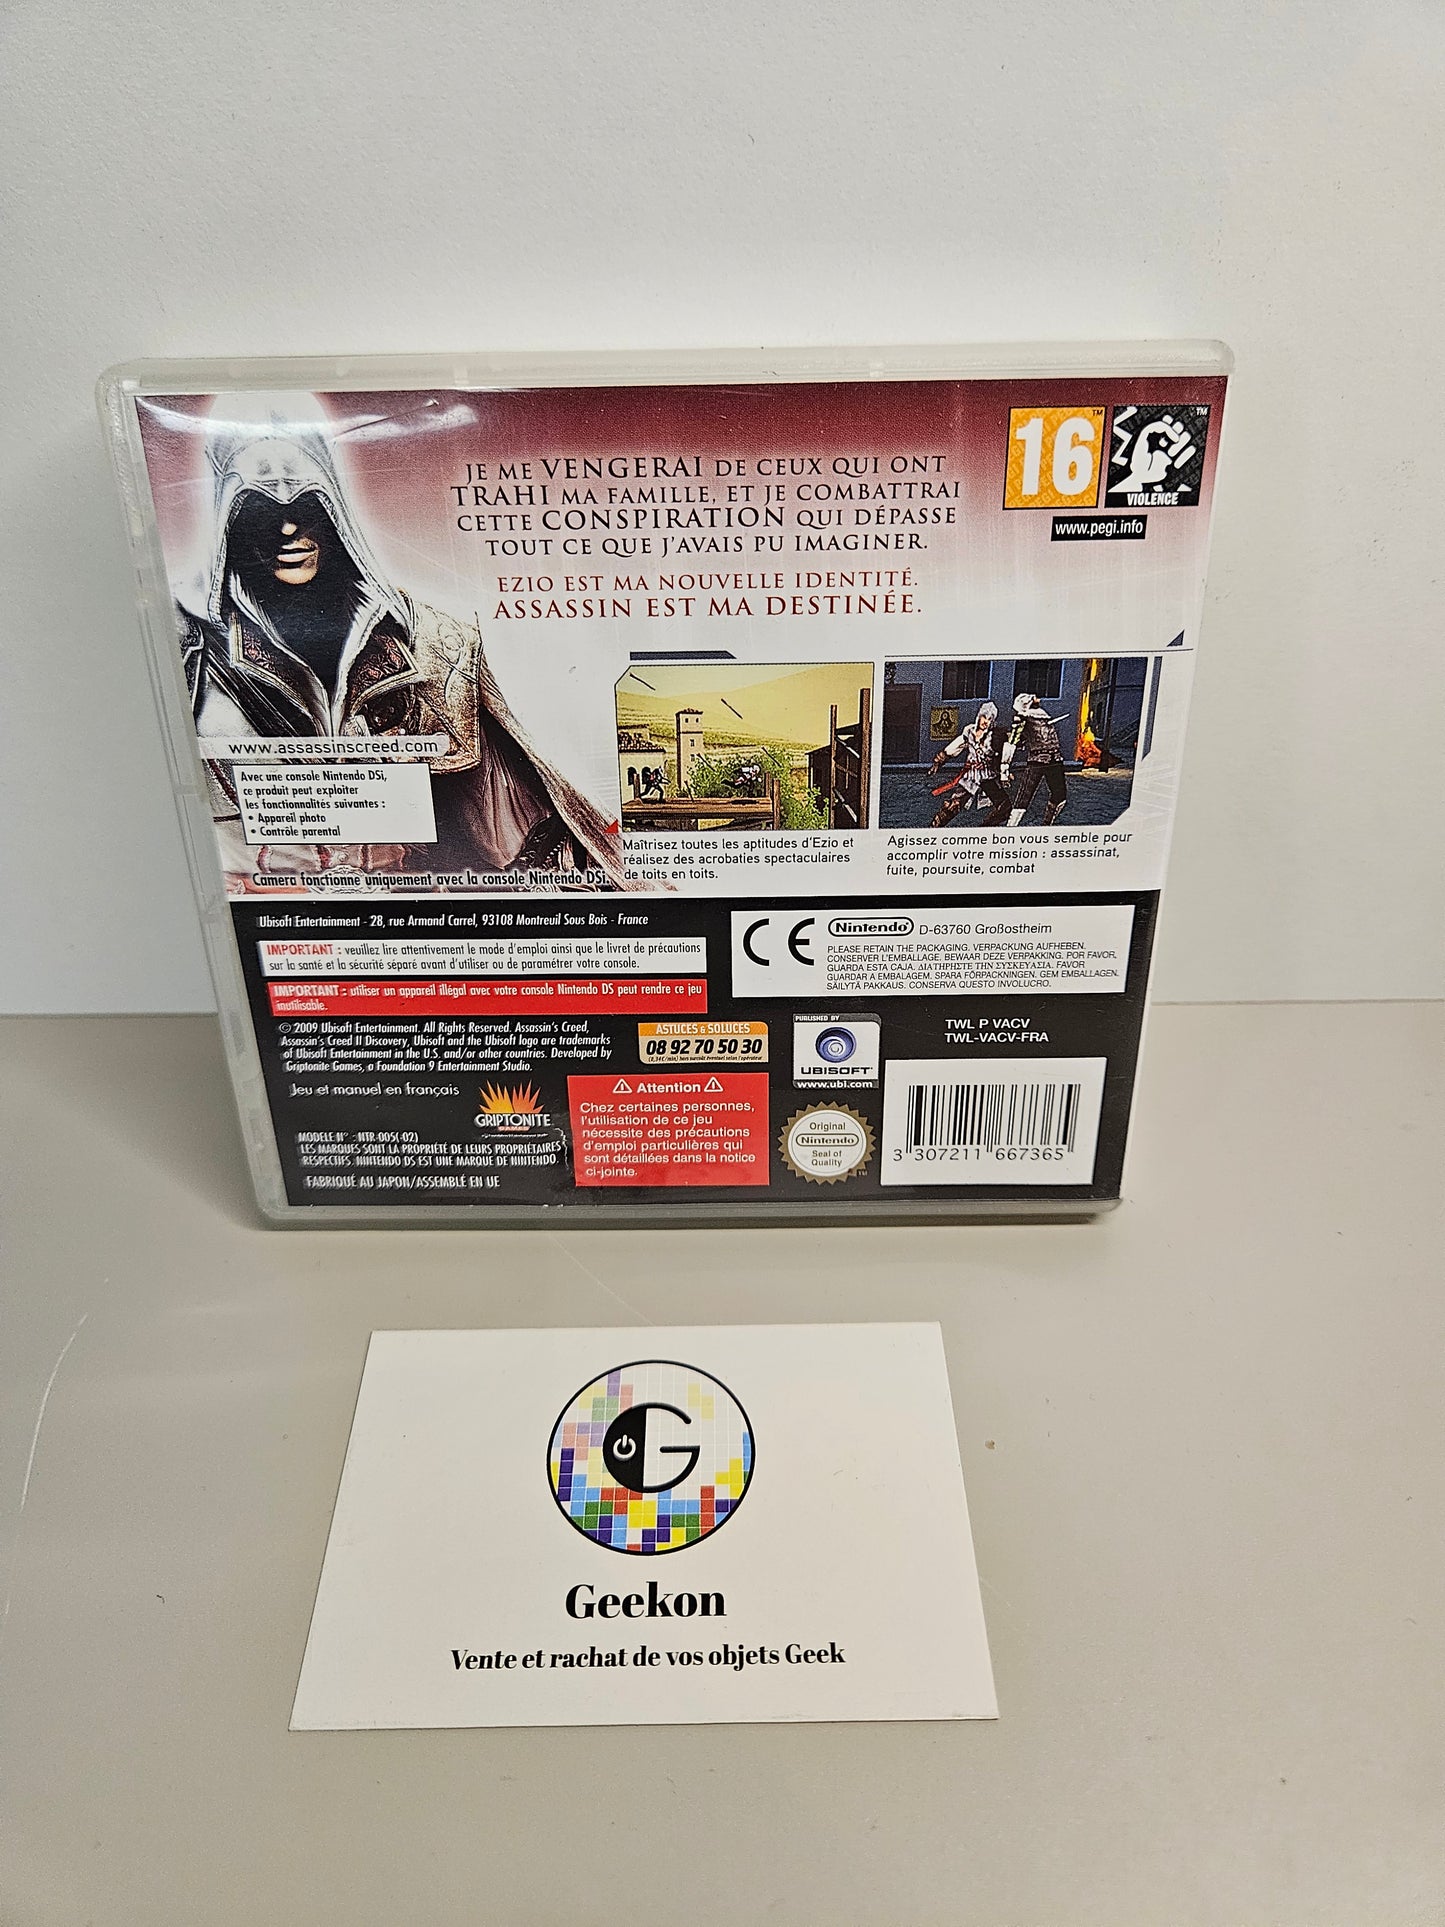 JE ME VENGERAI DE CEUX QUI ONT
TRAHI MA FAMILLE, ET JE COMBATTRAI
CETTE CONSPIRATION QUI DÉPASSE
TOUT CE QUE J'AVAIS PU IMAGINER.
EZIO EST MA NOUVELLE IDENTITÉ.
ASSASSIN EST MA DESTINÉE.
16™
VIOLENCE
™
www.pegi.info
www.assassinscreed.com
Avec une console Nintendo DSi,
ce produit peut exploiter
les fonctionnalités suivantes :
• Appareil photo
• Contrôle parental
Camera fonctionne uniquement avec la console Nintendo DSi.
Maîtrisez toutes les aptitudes d'Ezio et
réalisez des acrobaties spectaculaires
de toits en toits.
Agissez comme bon vous semble pour
accomplir votre mission : assassinat,
fuite, poursuite, combat
Ubisoft Entertainment - 28, rue Armand Carrel, 93108 Montreuil Sous Bois - France
IMPORTANT : veuillez lire attentivement le mode d'emploi ainsi que le livret de précautions
sur la santé et la sécurité séparé avant d'utiliser ou de paramétrer votre console.
IMPORTANT : utiliser un appareil illégal avec votre console Nintendo DS peut rendre ce jeu
inutilisable.
CE
Nintendo® D-63760 Großostheim
PLEASE RETAIN THE PACKAGING. VERPACKUNG AUFHEBEN.
CONSERVER L'EMBALLAGE. BEWAAR DEZE VERPAKKING. POR FAVOR,
GUARDA ESTA CAJA. ΔΙΑΤΗΡΗΣΤΕ ΤΗΝ ΣΥΣΚΕΥΑΣΙΑ. FAVOR
GUARDAR A EMBALAGEM. SPARA FÖRPACKNINGEN. GEM EMBALLAGEN.
SÄILYTÄ PAKKAUS. CONSERVA QUESTO INVOLUCRO.
© 2009 Ubisoft Entertainment. All Rights Reserved. Assassin's Creed,
Assassin's Creed II Discovery, Ubisoft and the Ubisoft logo are trademarks
of Ubisoft Entertainment in the U.S. and/or other countries. Developed by
Griptonite Games, a Foundation 9 Entertainment Studio.
ASTUCES & SOLUCES
08 92 70 50 30
(0,34€/min) hors surcoût éventuel selon l'opérateur
PUBLISHED BY
UBISOFT®
www.ubi.com
TWL P VACV
TWL-VACV-FRA
Jeu et manuel en français
GRIPTONITE
GAMES
Attention
Chez certaines personnes,
l'utilisation de ce jeu
nécessite des précautions
d'emploi particulières qui
sont détaillées dans la notice
ci-jointe.
MODELE N° : NTR-005(-02)
LES MARQUES SONT LA PROPRIÉTÉ DE LEURS PROPRIÉTAIRES
RESPECTIFS. NINTENDO DS EST UNE MARQUE DE NINTENDO.
FABRIQUÉ AU JAPON/ASSEMBLÉ EN UE
Original
Nintendo
Seal of
Quality
™
3 307211 667365
G
Geekon
Vente et rachat de vos objets Geek